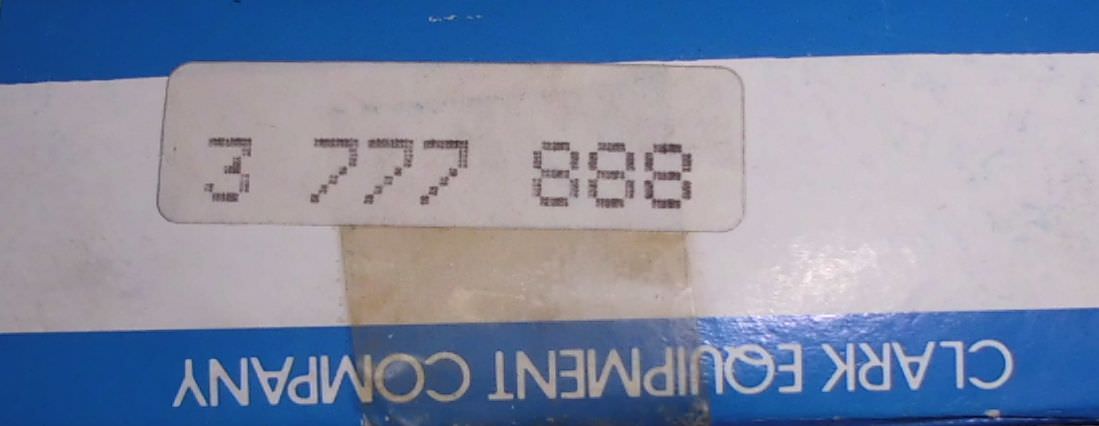 3 777 888
CLARK EQUIPMENT COMPANY